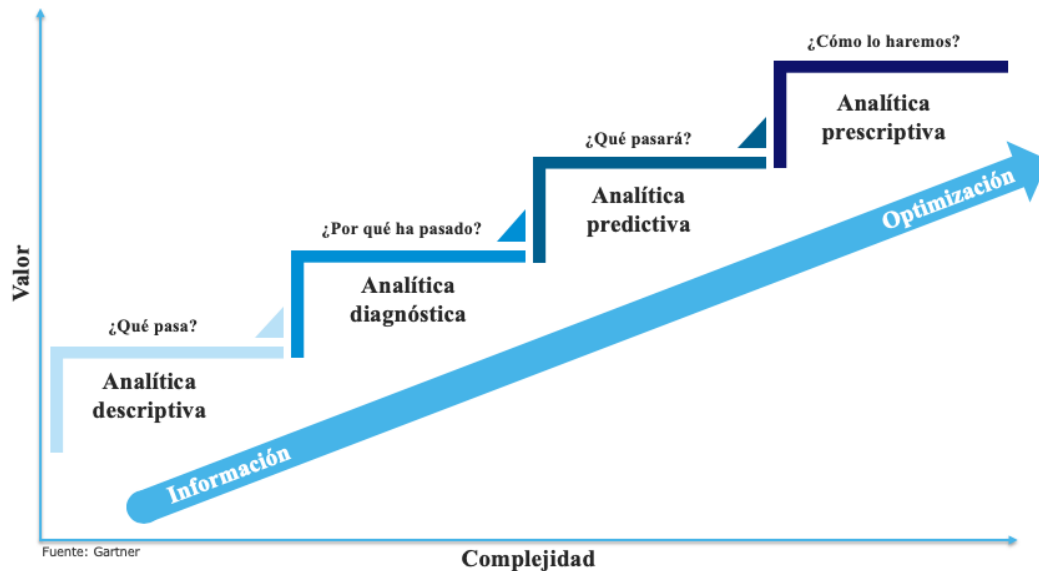 ¿Cómo lo haremos?
Analítica
prescriptiva
¿Qué pasará?
Analítica
predictiva
¿Por qué ha pasado?
Analítica
diagnóstica
¿Qué pasa?
Analítica
descriptiva
Valor
Información
Optimización
Fuente: Gartner
Complejidad